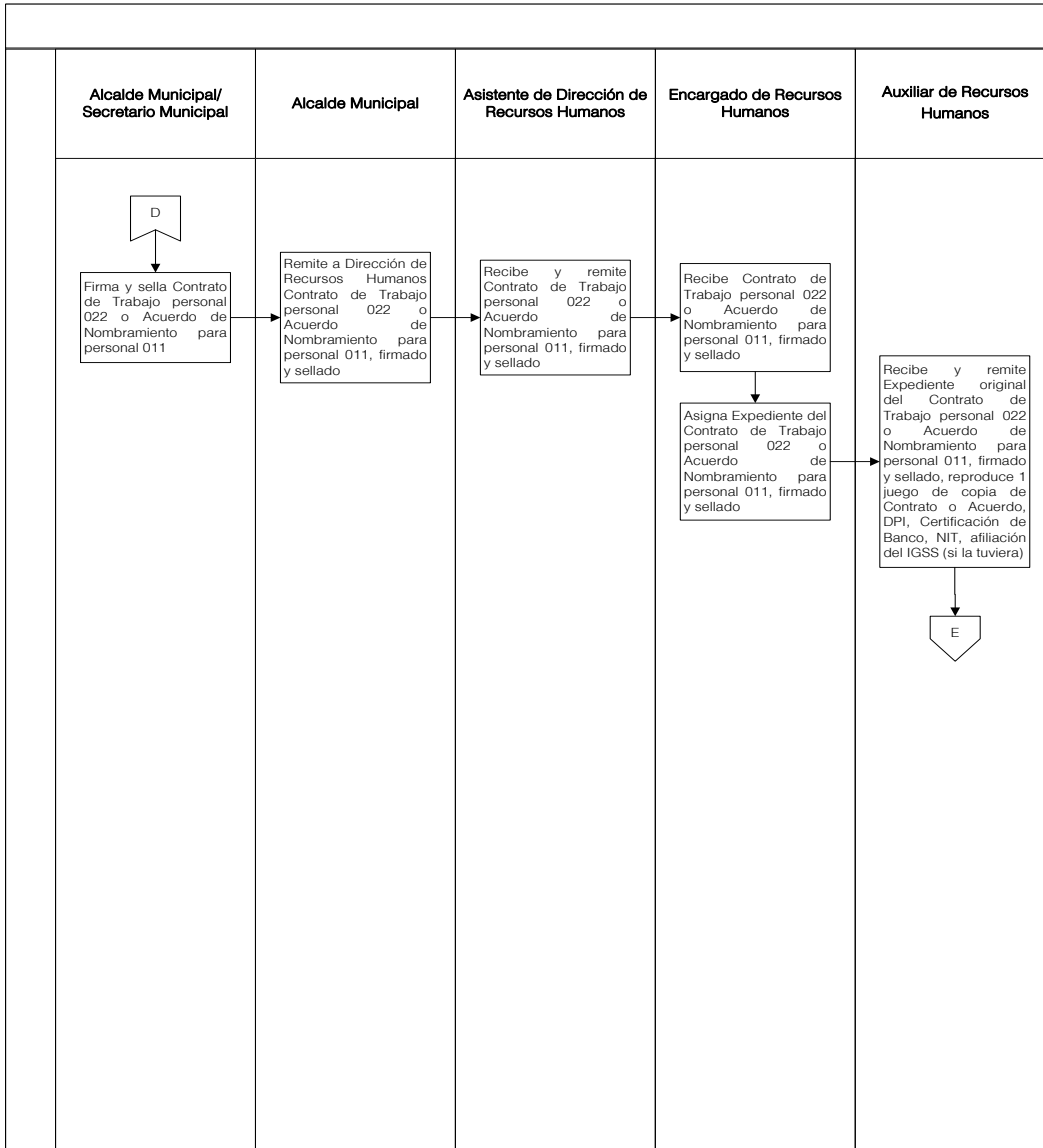 Alcalde Municipal/
Secretario Municipal
Alcalde Municipal
Asistente de Dirección de
Recursos Humanos
Encargado de Recursos
Humanos
Auxiliar de Recursos
Humanos
D
Firma y sella Contrato
de Trabajo personal
022 o Acuerdo de
Nombramiento para
personal 011
Remite a Dirección de
Recursos Humanos
Contrato de Trabajo
personal 022 o
Acuerdo de
Nombramiento para
personal 011, firmado
y sellado
Recibe y remite
Contrato de Trabajo
personal 022 o
Acuerdo de
Nombramiento para
personal 011, firmado
y sellado
Recibe Contrato de
Trabajo personal 022
o Acuerdo de
Nombramiento para
personal 011, firmado
y sellado
Asigna Expediente del
Contrato de Trabajo
personal 022 o
Acuerdo de
Nombramiento para
personal 011, firmado
y sellado
Recibe y remite
Expediente original
del Contrato de
Trabajo personal 022
o Acuerdo de
Nombramiento para
personal 011, firmado
y sellado, reproduce 1
juego de copia de
Contrato o Acuerdo,
DPI, Certificación de
Banco, NIT, afiliación
del IGSS (si la tuviera)
E